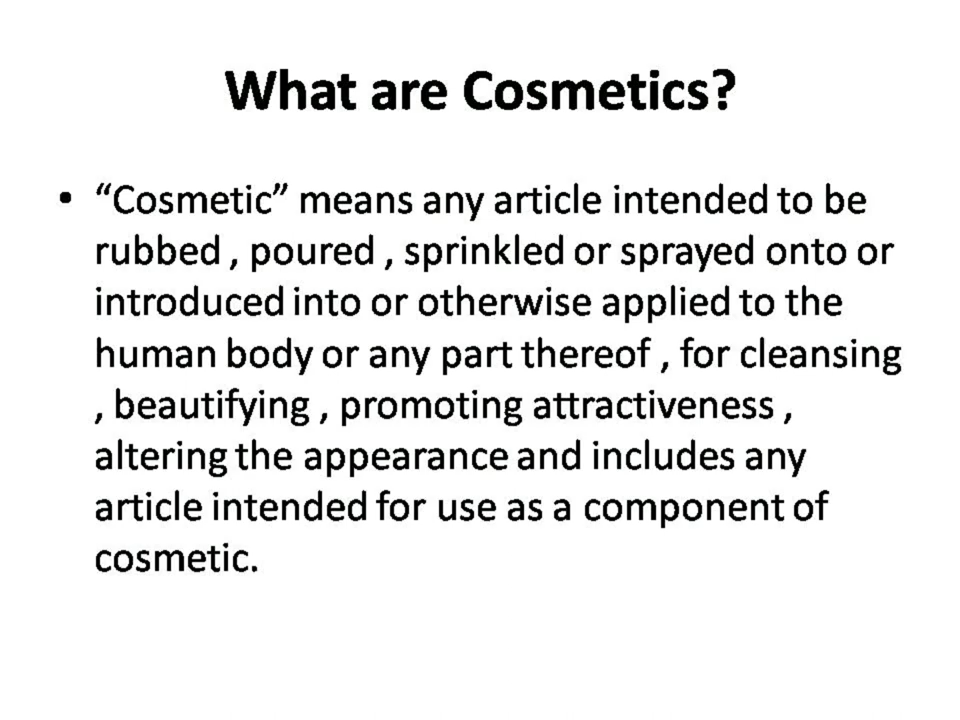 What are Cosmetics?
• “Cosmetic” means any article intended to be
rubbed , poured , sprinkled or sprayed onto or
introduced into or otherwise applied to the
human body or any part thereof , for cleansing
, beautifying , promoting attractiveness ,
altering the appearance and includes any
article intended for use as a component of
cosmetic.